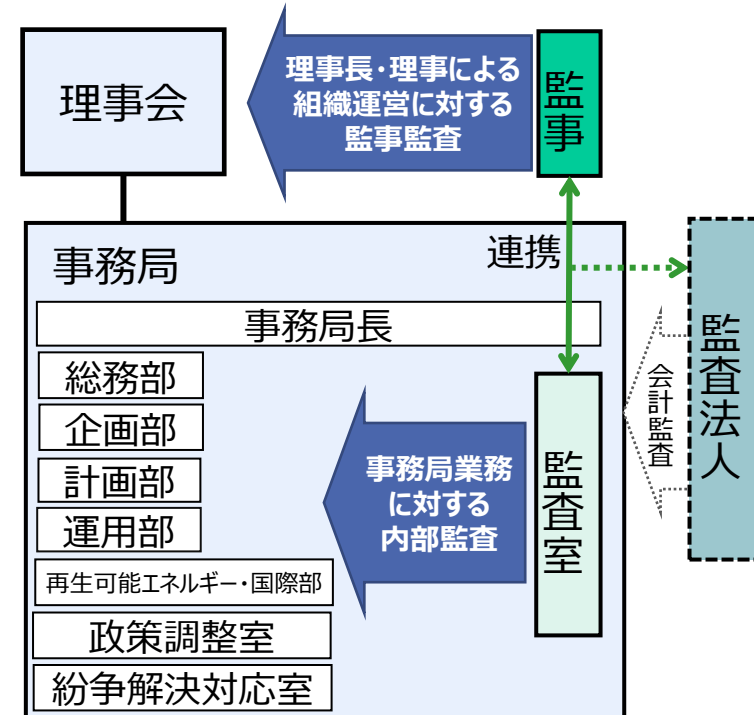 理事会
理事長・理事による
組織運営に対する
監事監査
監事
事務局
連携
事務局長
総務部
企画部
計画部
運用部
再生可能エネルギー・国際部
政策調整室
紛争解決対応室
事務局業務
に対する
内部監査
監査室
会計監査
監査法人